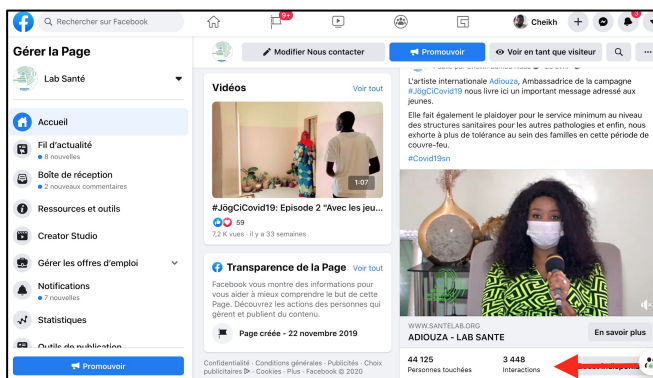 Rechercher sur Facebook
9+
Cheikh
Gérer la Page
Lab Santé
Accueil
Fil d'actualité
8 nouvelles
Boîte de réception
2 nouveaux commentaires
Ressources et outils
Creator Studio
Gérer les offres d'emploi
Notifications
7 nouvelles
Statistiques
Outils de publication
Promouvoir
Modifier Nous contacter
Promouvoir
Voir en tant que visiteur
Vidéos
Voir tout
1:07
#JögCiCovid19: Episode 2 "Avec les jeu...
59
7,2 K vues · il y a 33 semaines
Transparence de la Page Voir tout
Facebook vous montre des informations pour
vous aider à mieux comprendre le but de cette
Page. Découvrez les actions des personnes qui
gèrent et publient du contenu.
Page créée - 22 novembre 2019
Confidentialité · Conditions générales · Publicités · Choix
publicitaires · Cookies · Plus · Facebook © 2020
L'artiste internationale Adiouza, Ambassadrice de la campagne
#JögCiCovid19 nous livre ici un important message adressé aux
jeunes.
Elle fait également le plaidoyer pour le service minimum au niveau
des structures sanitaires pour les autres pathologies et enfin, nous
exhorte à plus de tolérance au sein des familles en cette période de
couvre-feu.
#Covid19sn
WWW.SANTELAB.ORG
ADIOUZA - LAB SANTE
En savoir plus
44 125
Personnes touchées
3 448
Interactions